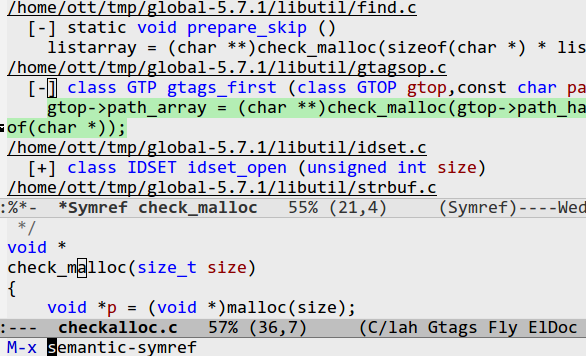 /home/ott/tmp/global-5.7.1/libutil/find.c
[-] static void prepare_skip ()
listarray = (char **)check_malloc(sizeof(char *) * lis
/home/ott/tmp/global-5.7.1/libutil/gtagsop.c
[-] class GTP gtags_first (class GTOP gtop,const char pa
gtop->path_array = (char **)check_malloc(gtop->path_ha
of(char *));
/home/ott/tmp/global-5.7.1/libutil/idset.c
[+] class IDSET idset_open (unsigned int size)
/home/ott/tmp/global-5.7.1/libutil/strbuf.c
:%*-  *Symref check_malloc   55% (21,4)     (Symref)----Wed
*/
void *
check_malloc(size_t size)
{
void *p = (void *)malloc(size);
:---  checkalloc.c   57% (36,7)     (C/lah Gtags Fly ElDoc
M-x semantic-symref